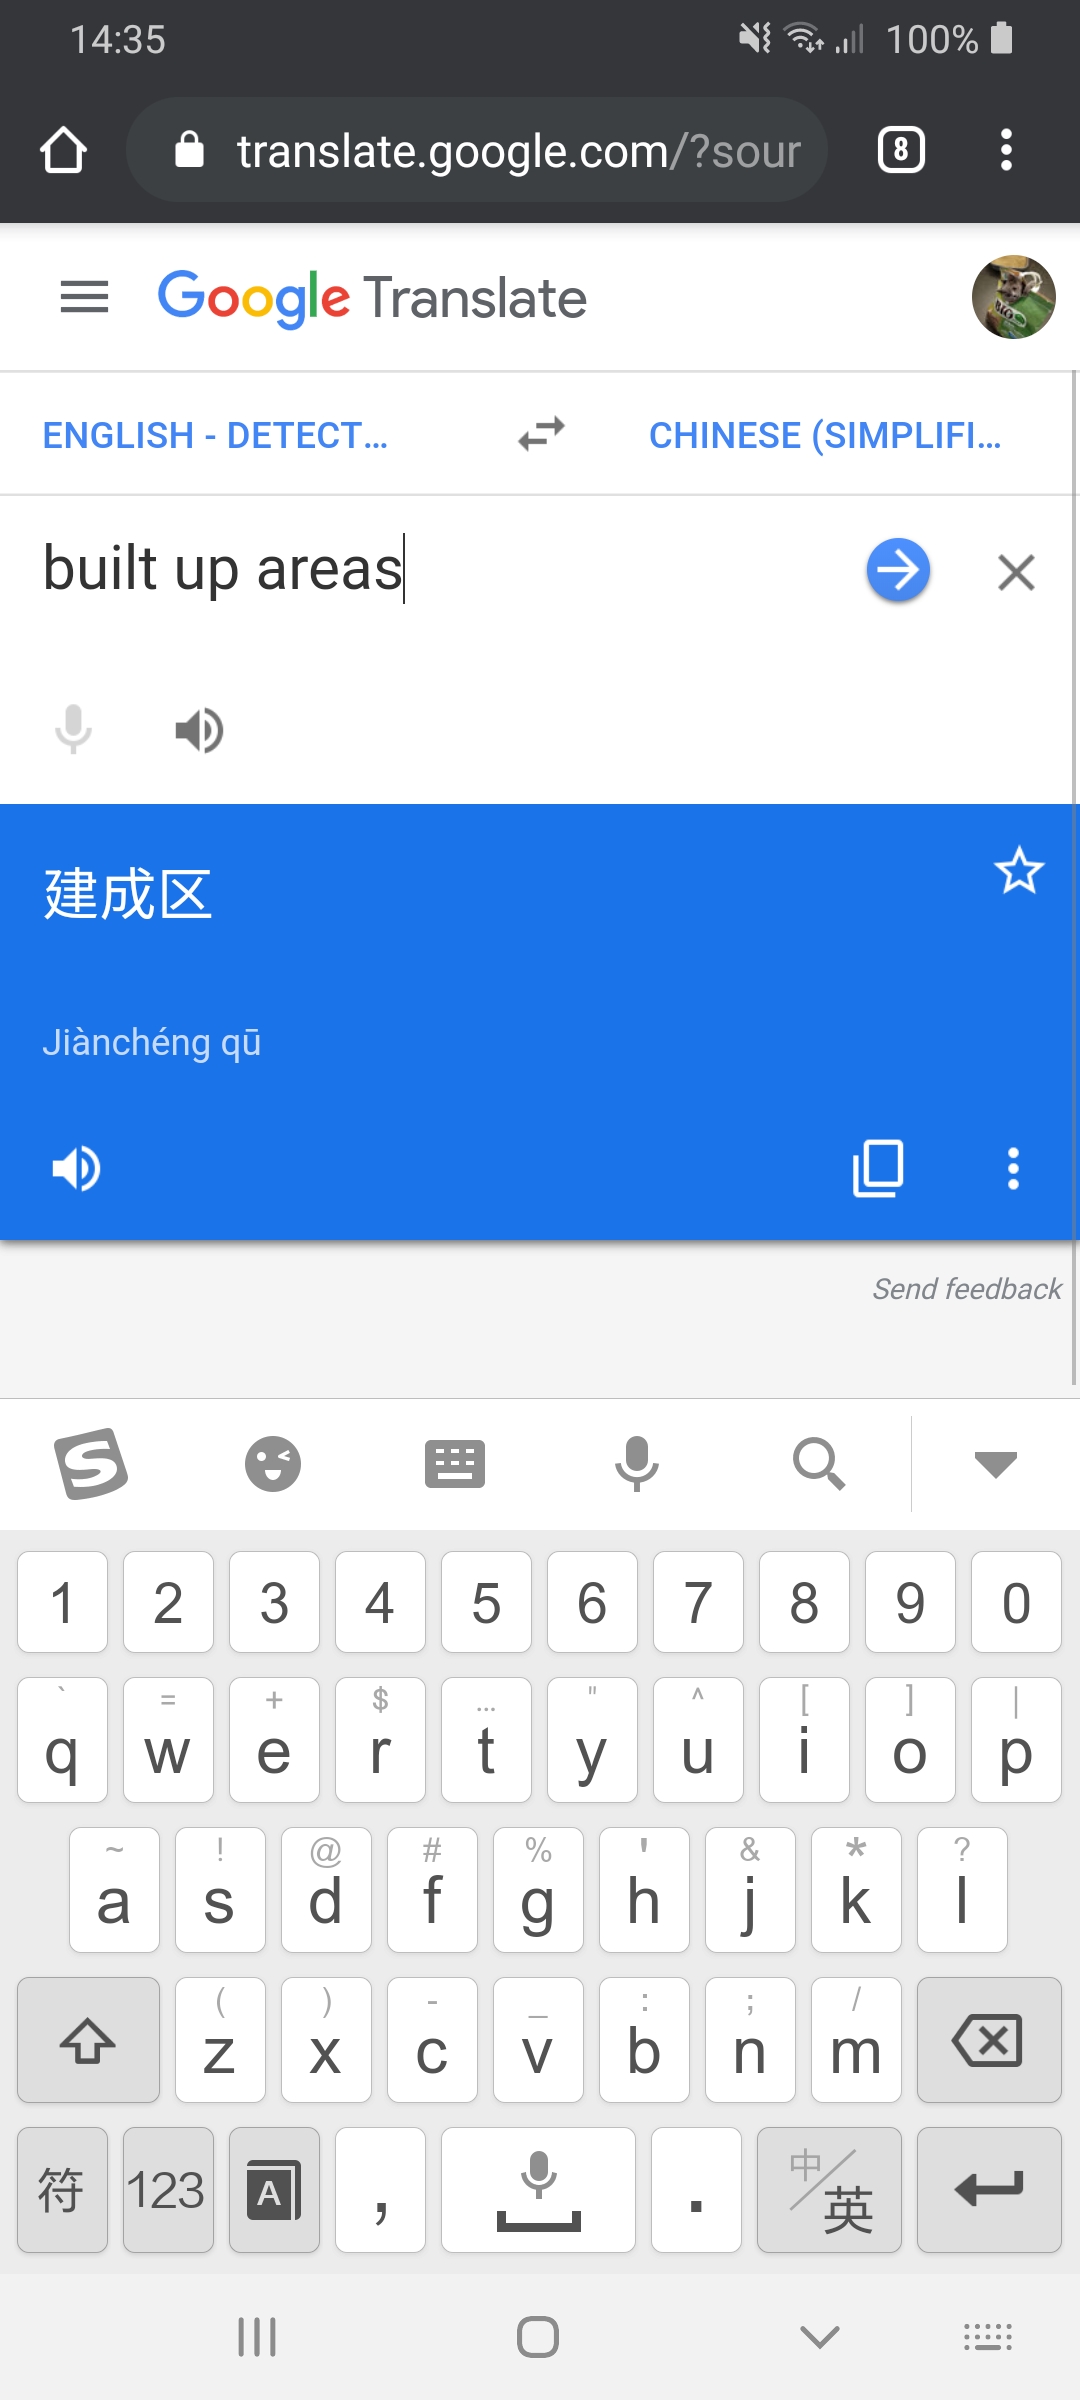 14:35
100%
translate.google.com/?sour
8
Google Translate
ENGLISH - DETECT...
CHINESE (SIMPLIFI...
built up areas
建成区
Jiànchéng qū
Send feedback
1 2 3 4 5 6 7 8 9 0
` = + $ ... " ^ [ ] |
q w e r t y u i o p
~ ! @ # % ' & * ?
a s d f g h j k l
( ) - _ : ; /
z x c v b n m
符 123 A , . 中/英